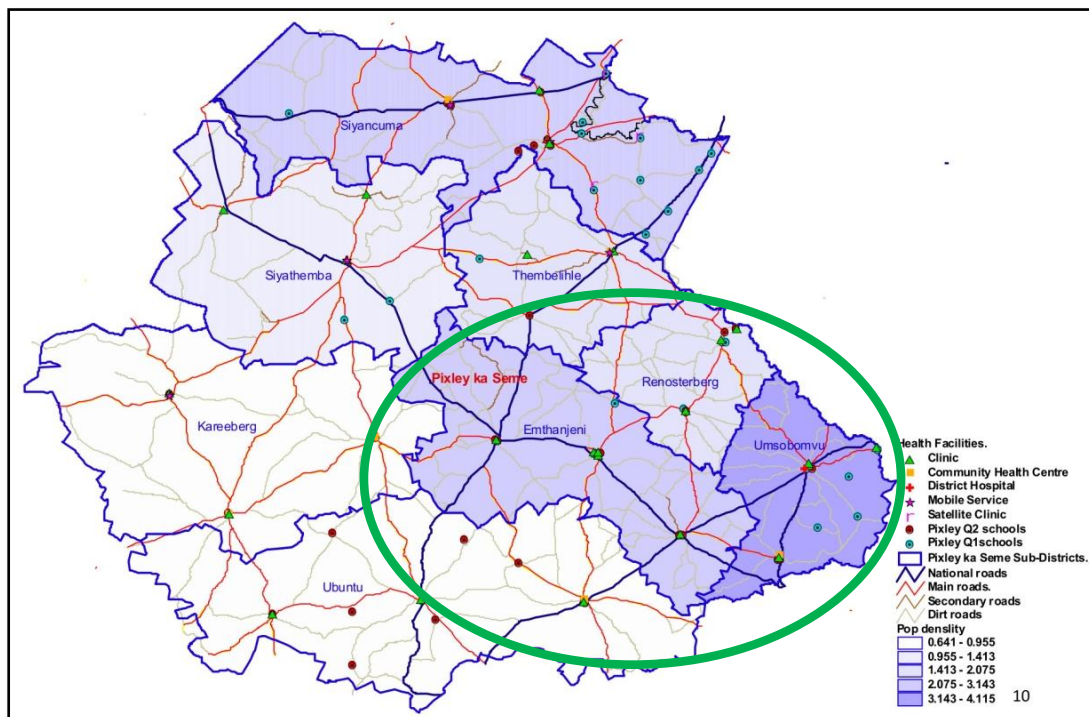 Siyancuma
Siyathemba
Thembelihle
Pixley ka Seme
Renosterberg
Kareeberg
Emthanjeni
Umsobomvu
Ubuntu
Health Facilities.
Clinic
Community Health Centre
District Hospital
Mobile Service
Satellite Clinic
Pixley Q2 schools
Pixley Q1schools
Pixley ka Seme Sub-Districts.
National roads
Main roads.
Secondary roads
Dirt roads
Pop denslity
0.641 - 0.955
0.955 - 1.413
1.413 - 2.075
2.075 - 3.143
3.143 - 4.115
10